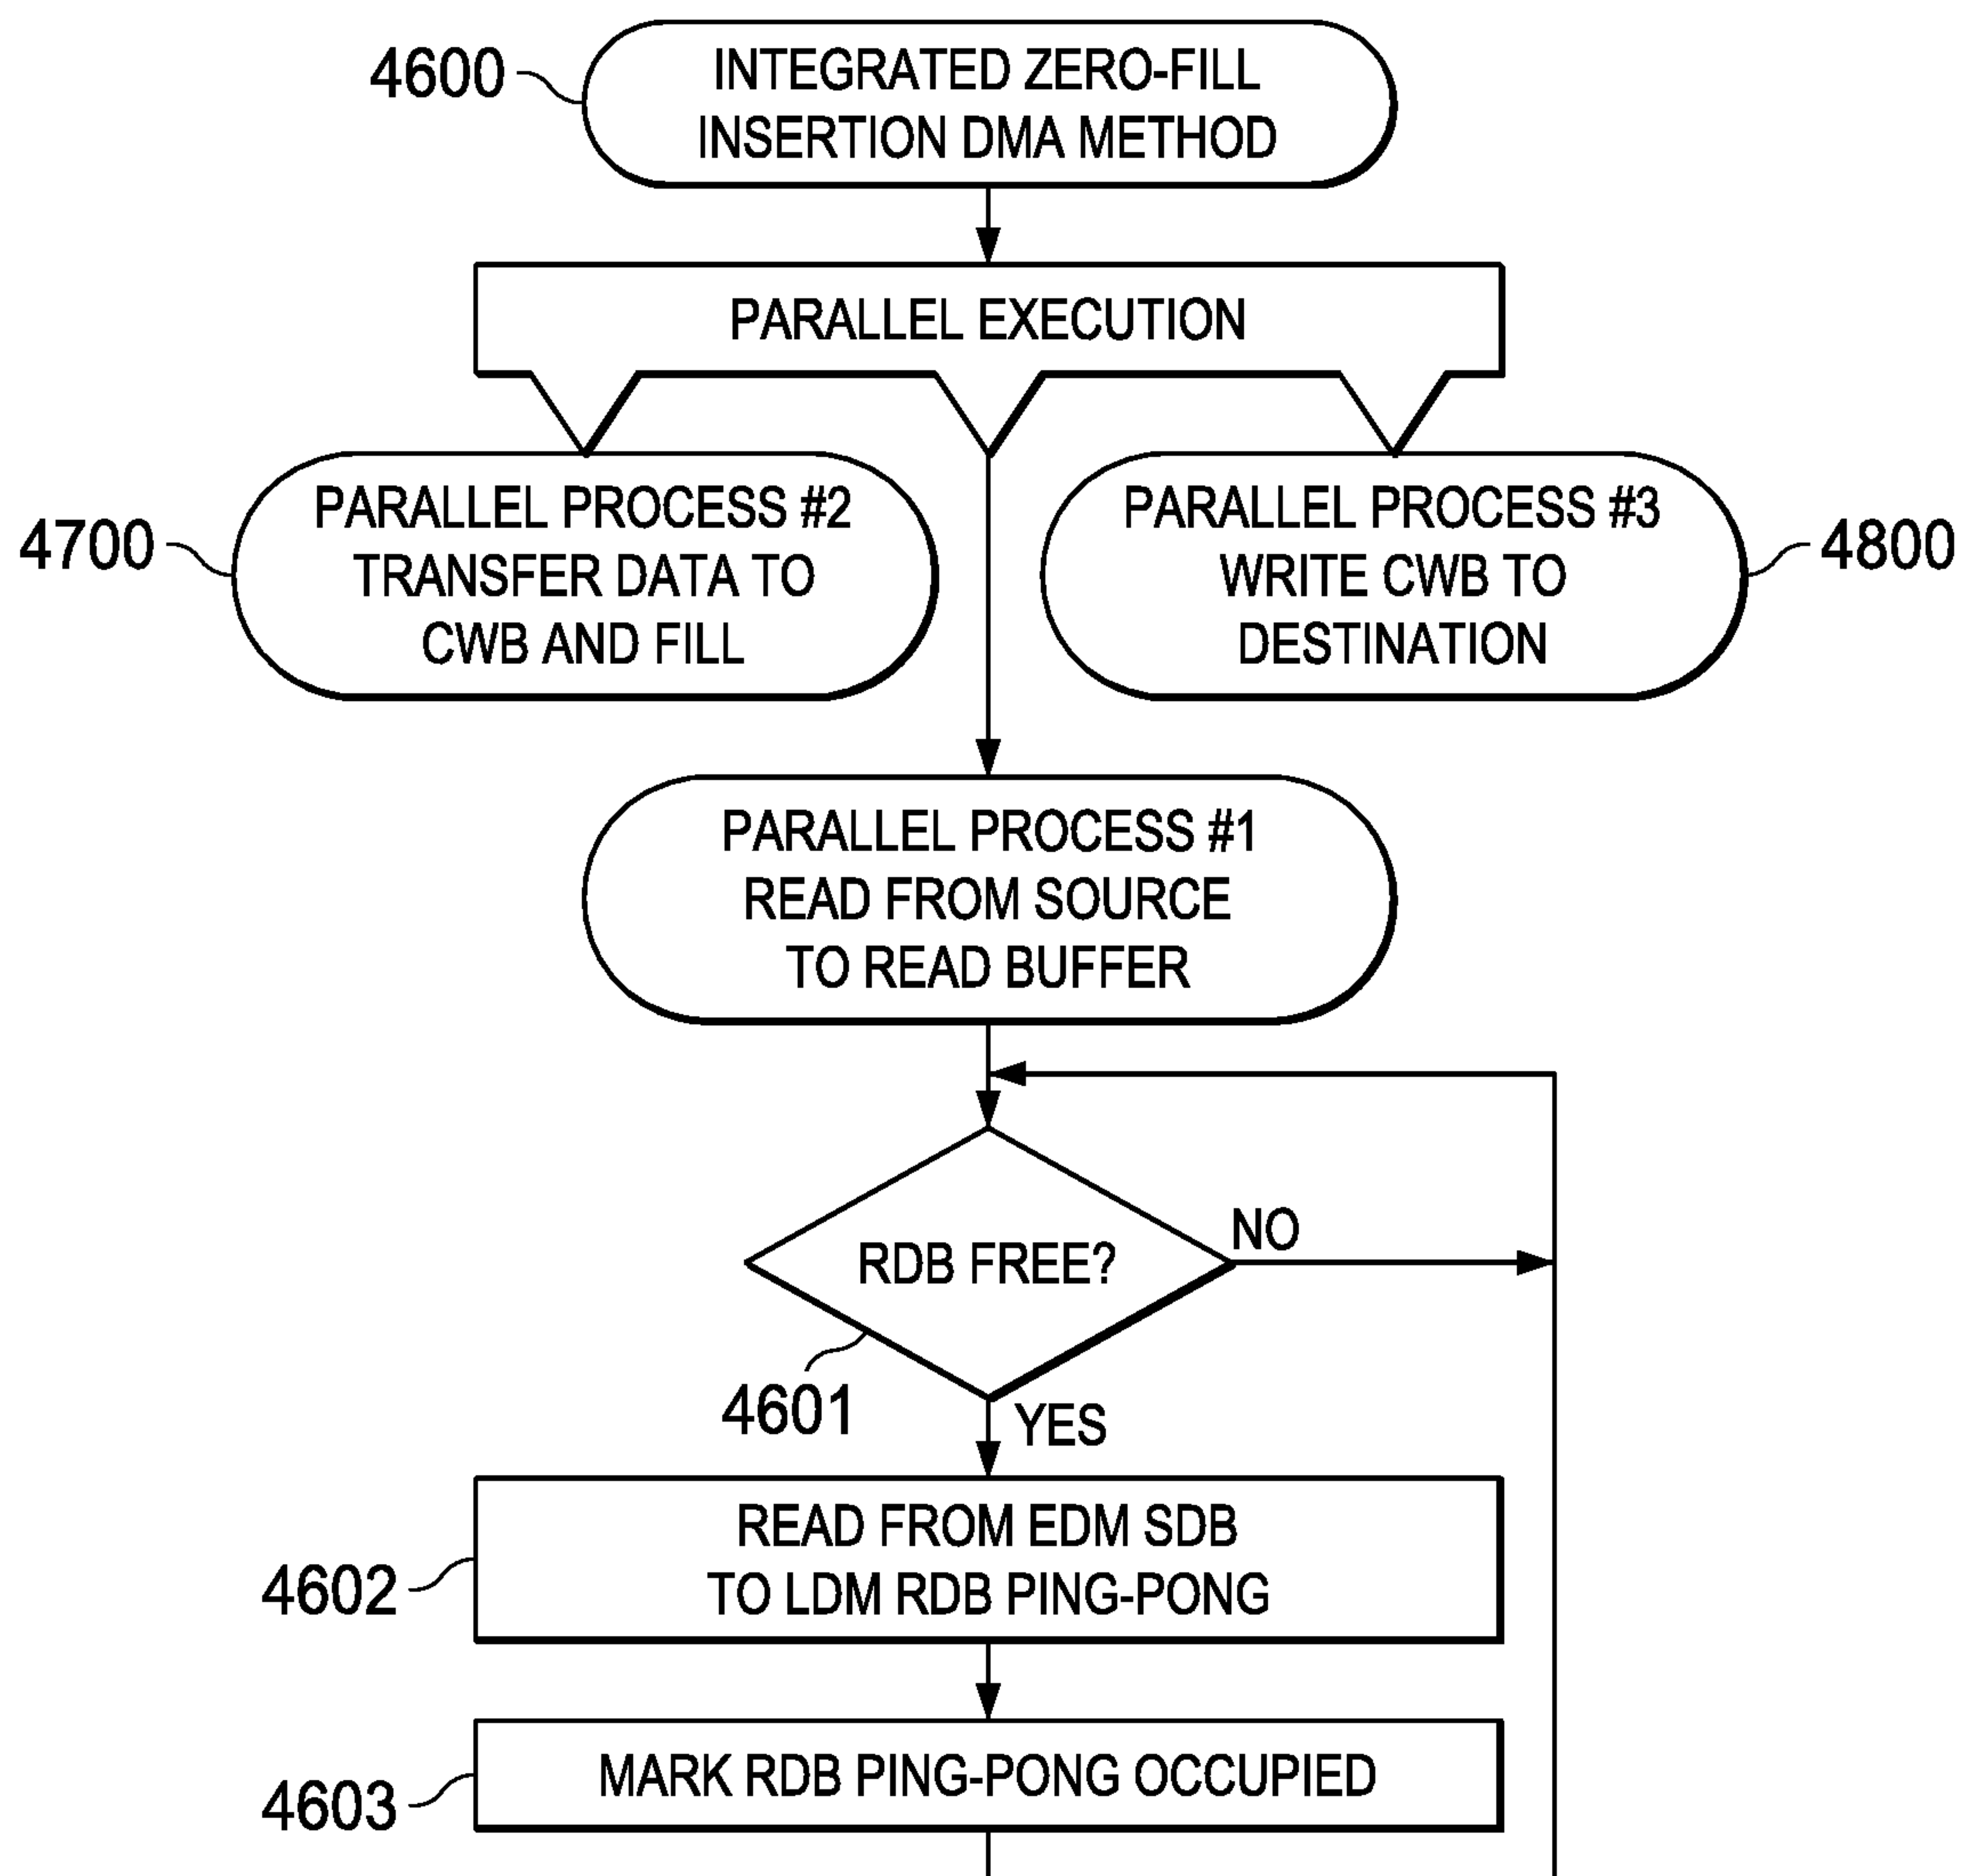 4600
INTEGRATED ZERO-FILL
INSERTION DMA METHOD
PARALLEL EXECUTION
4700
PARALLEL PROCESS #2
TRANSFER DATA TO
CWB AND FILL
PARALLEL PROCESS #3
WRITE CWB TO
DESTINATION
4800
PARALLEL PROCESS #1
READ FROM SOURCE
TO READ BUFFER
RDB FREE?
NO
4601
YES
READ FROM EDM SDB
TO LDM RDB PING-PONG
4602
MARK RDB PING-PONG OCCUPIED
4603